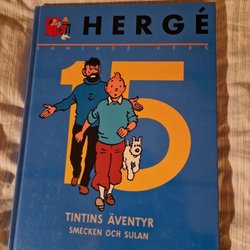 HERGÉ
SAMLADE VERK
15
TINTINS ÄVENTYR
SMECKEN OCH SULAN